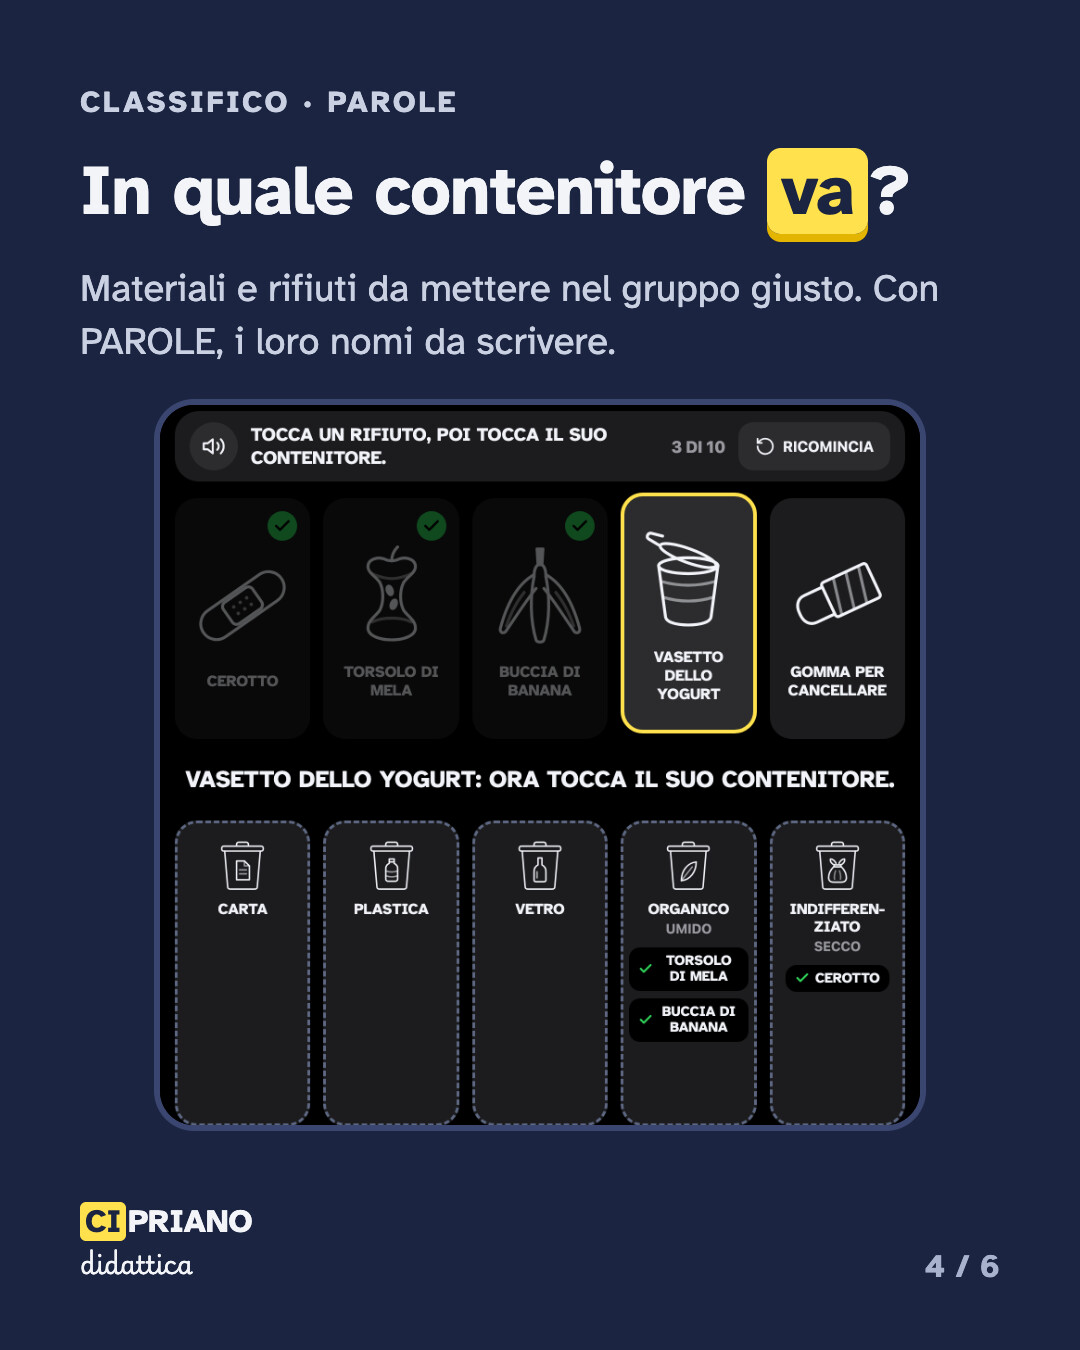 CLASSIFICO · PAROLE
In quale contenitore va?
Materiali e rifiuti da mettere nel gruppo giusto. Con
PAROLE, i loro nomi da scrivere.
TOCCA UN RIFIUTO, POI TOCCA IL SUO
CONTENITORE.
3 DI 10
RICOMINCIA
CEROTTO
TORSOLO DI
MELA
BUCCIA DI
BANANA
VASETTO
DELLO
YOGURT
GOMMA PER
CANCELLARE
VASETTO DELLO YOGURT: ORA TOCCA IL SUO CONTENITORE.
CARTA
PLASTICA
VETRO
ORGANICO
UMIDO
TORSOLO
DI MELA
BUCCIA DI
BANANA
INDIFFEREN-
ZIATO
SECCO
CEROTTO
CIPRIANO
didattica
4 / 6